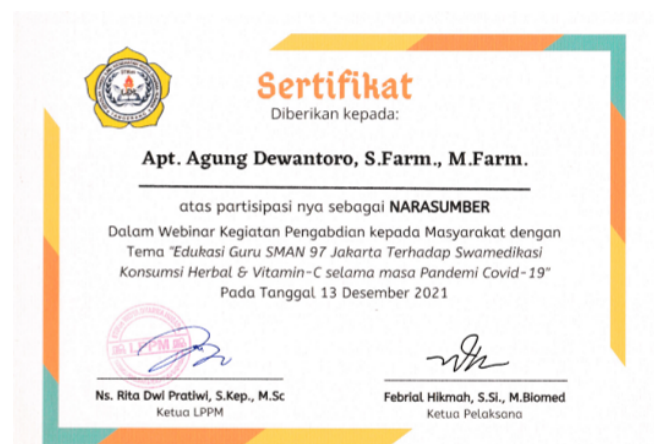 Sertifikat
Diberikan kepada:
Apt. Agung Dewantoro, S.Farm., M.Farm.
atas partisipasi nya sebagai NARASUMBER
Dalam Webinar Kegiatan Pengabdian kepada Masyarakat dengan
Tema "Edukasi Guru SMAN 97 Jakarta Terhadap Swamedikasi
Konsumsi Herbal & Vitamin-C selama masa Pandemi Covid-19"
Pada Tanggal 13 Desember 2021
LPPM
Ns. Rita Dwi Pratiwi, S.Kep., M.Sc
Ketua LPPM
Febrial Hikmah, S.Si., M.Biomed
Ketua Pelaksana